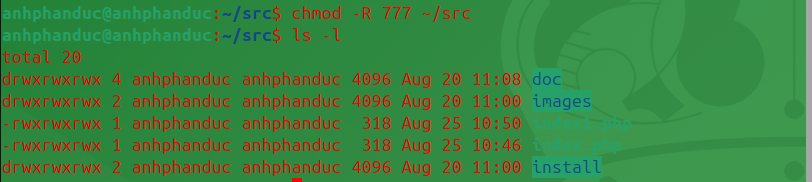 anhphanduc@anhphanduc:~/src$ chmod -R 777 ~/src
anhphanduc@anhphanduc:~/src$ ls -l
total 20
drwxrwxrwx 4 anhphanduc anhphanduc 4096 Aug 20 11:08 doc
drwxrwxrwx 2 anhphanduc anhphanduc 4096 Aug 20 11:00 images
-rwxrwxrwx 1 anhphanduc anhphanduc  318 Aug 25 10:50
-rwxrwxrwx 1 anhphanduc anhphanduc  318 Aug 25 10:46 index.php
drwxrwxrwx 2 anhphanduc anhphanduc 4096 Aug 20 11:00 install